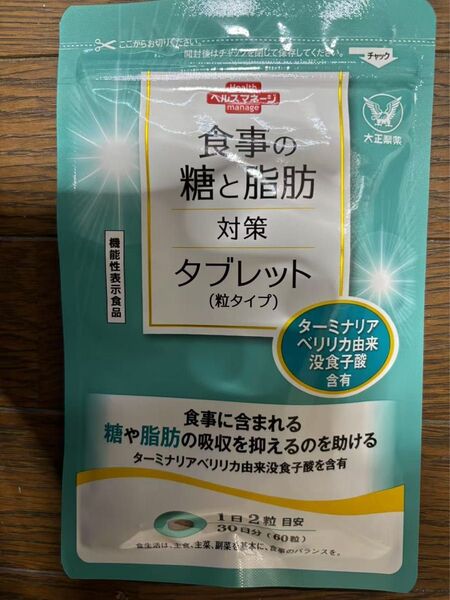 ここからお切りください。
開封後はチャックを閉じて保存してください。
チャック
Health
ヘルスマネージ
manage
大正製薬
食事の
糖と脂肪
対策
タブレット
(粒タイプ)
機能性表示食品
ターミナリア
ベリリカ由来
没食子酸
含有
食事に含まれる
糖や脂肪の吸収を抑えるのを助ける
ターミナリアベリリカ由来没食子酸を含有
1日2粒 目安
30日分(60粒)
食生活は、主食、主菜、副菜を基本に、食事のバランスを。